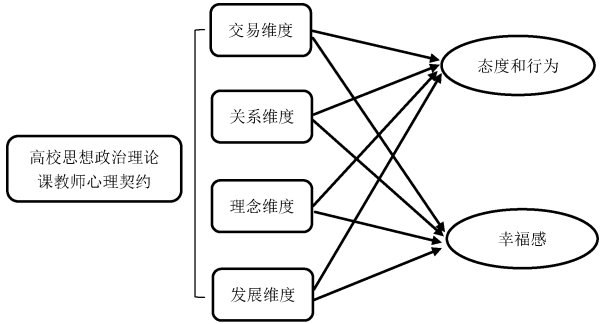 交易维度
态度和行为
关系维度
高校思想政治理论
课教师心理契约
理念维度
幸福感
发展维度